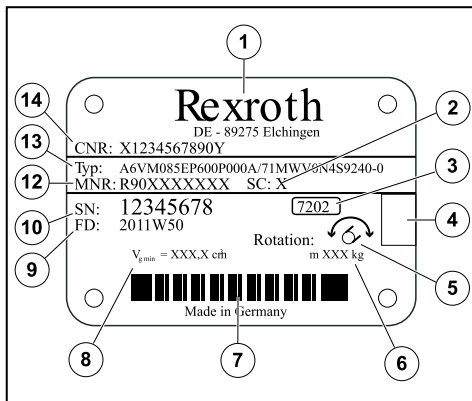 1
Rexroth
DE - 89275 Elchingen
14
CNR: X1234567890Y
2
13
Typ: A6VM085EP600P000A/71MWV0N4S9240-0
12
MNR: R90XXXXXXX SC: X
3
10
SN: 12345678
7202
4
9
FD: 2011W50
Rotation:
5
Vg min = XXX,X cm³
m XXX kg
Made in Germany
8
7
6